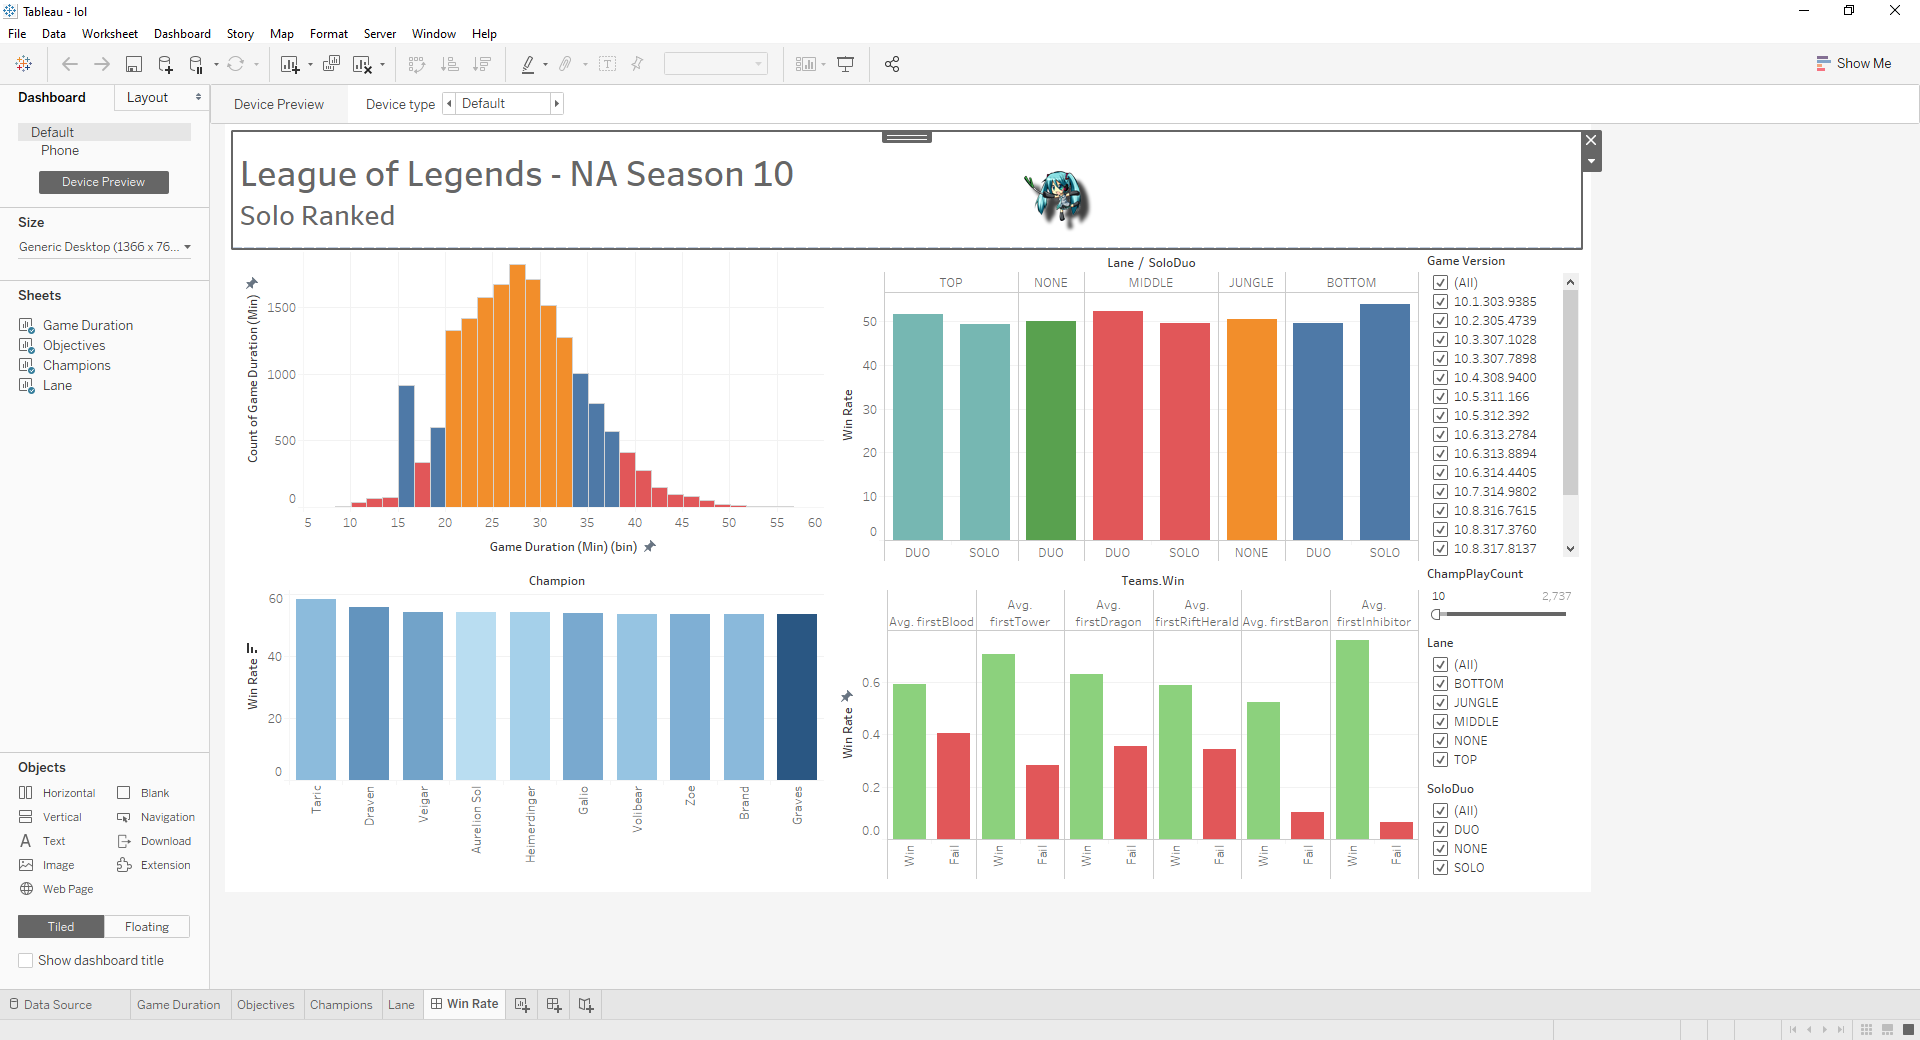 Tableau - lol
File Data Worksheet Dashboard Story Map Format Server Window Help
Show Me
Dashboard Layout
Device Preview Device type Default
Default
Phone
Device Preview
Size
Generic Desktop (1366 x 76...
Sheets
Game Duration
Objectives
Champions
Lane
League of Legends - NA Season 10
Solo Ranked
Count of Game Duration (Min)
1500
1000
500
0
5 10 15 20 25 30 35 40 45 50 55 60
Game Duration (Min) (bin)
Lane / SoloDuo
TOP NONE MIDDLE JUNGLE BOTTOM
Win Rate
50
40
30
20
10
0
DUO SOLO DUO DUO SOLO NONE DUO SOLO
Game Version
(All)
10.1.303.9385
10.2.305.4739
10.3.307.1028
10.3.307.7898
10.4.308.9400
10.5.311.166
10.5.312.392
10.6.313.2784
10.6.313.8894
10.6.314.4405
10.7.314.9802
10.8.316.7615
10.8.317.3760
10.8.317.8137
Champion
Win Rate
60
40
20
0
Taric Draven Veigar Aurelion Sol Heimerdinger Galio Volibear Zoe Brand Graves
Teams.Win
Avg. firstBlood
Avg. firstTower
Avg. firstDragon
Avg. firstRiftHerald
Avg. firstBaron
Avg. firstInhibitor
Win Rate
0.6
0.4
0.2
0.0
Win Fail Win Fail Win Fail Win Fail Win Fail Win Fail
ChampPlayCount
10 2,737
Lane
(All)
BOTTOM
JUNGLE
MIDDLE
NONE
TOP
SoloDuo
(All)
DUO
NONE
SOLO
Objects
Horizontal Blank
Vertical Navigation
Text Download
Image Extension
Web Page
Tiled Floating
Show dashboard title
Data Source Game Duration Objectives Champions Lane Win Rate